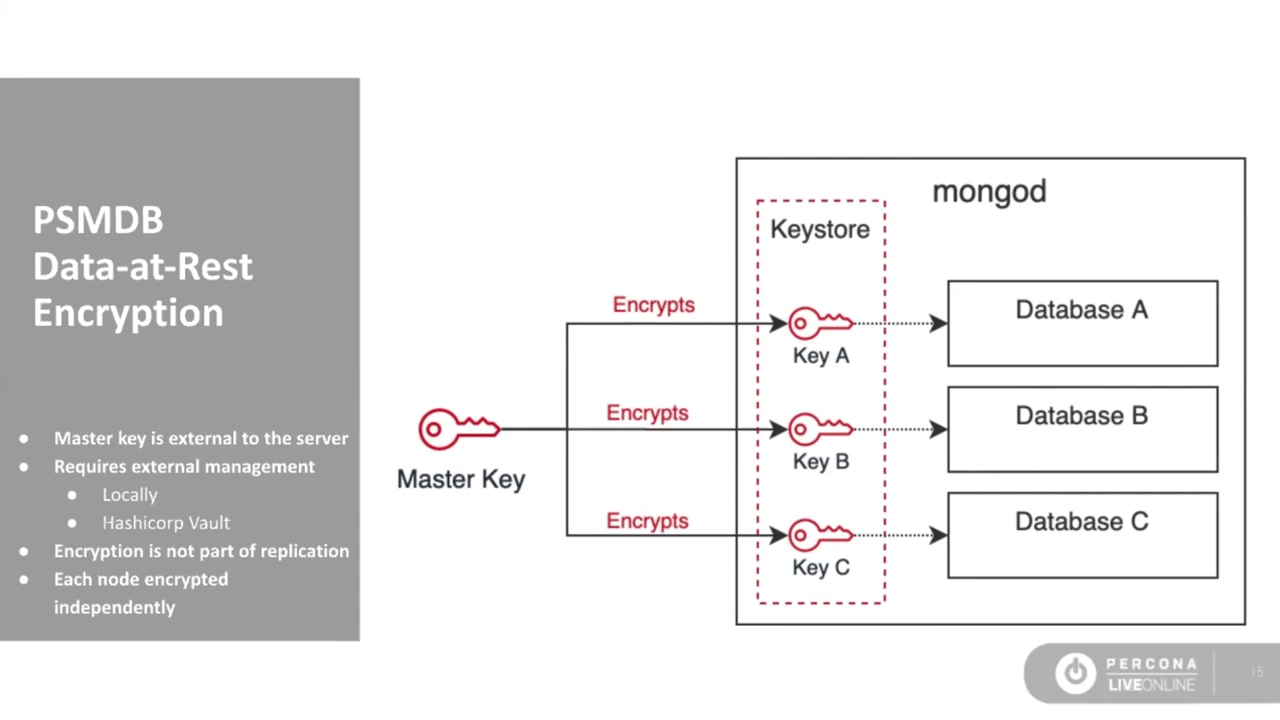 PSMDB
Data-at-Rest
Encryption
● Master key is external to the server
● Requires external management
● Locally
● Hashicorp Vault
● Encryption is not part of replication
● Each node encrypted
independently
mongod
Keystore
Encrypts
Key A
Database A
Encrypts
Key B
Database B
Encrypts
Key C
Database C
Master Key
PERCONA
LIVEONLINE
15